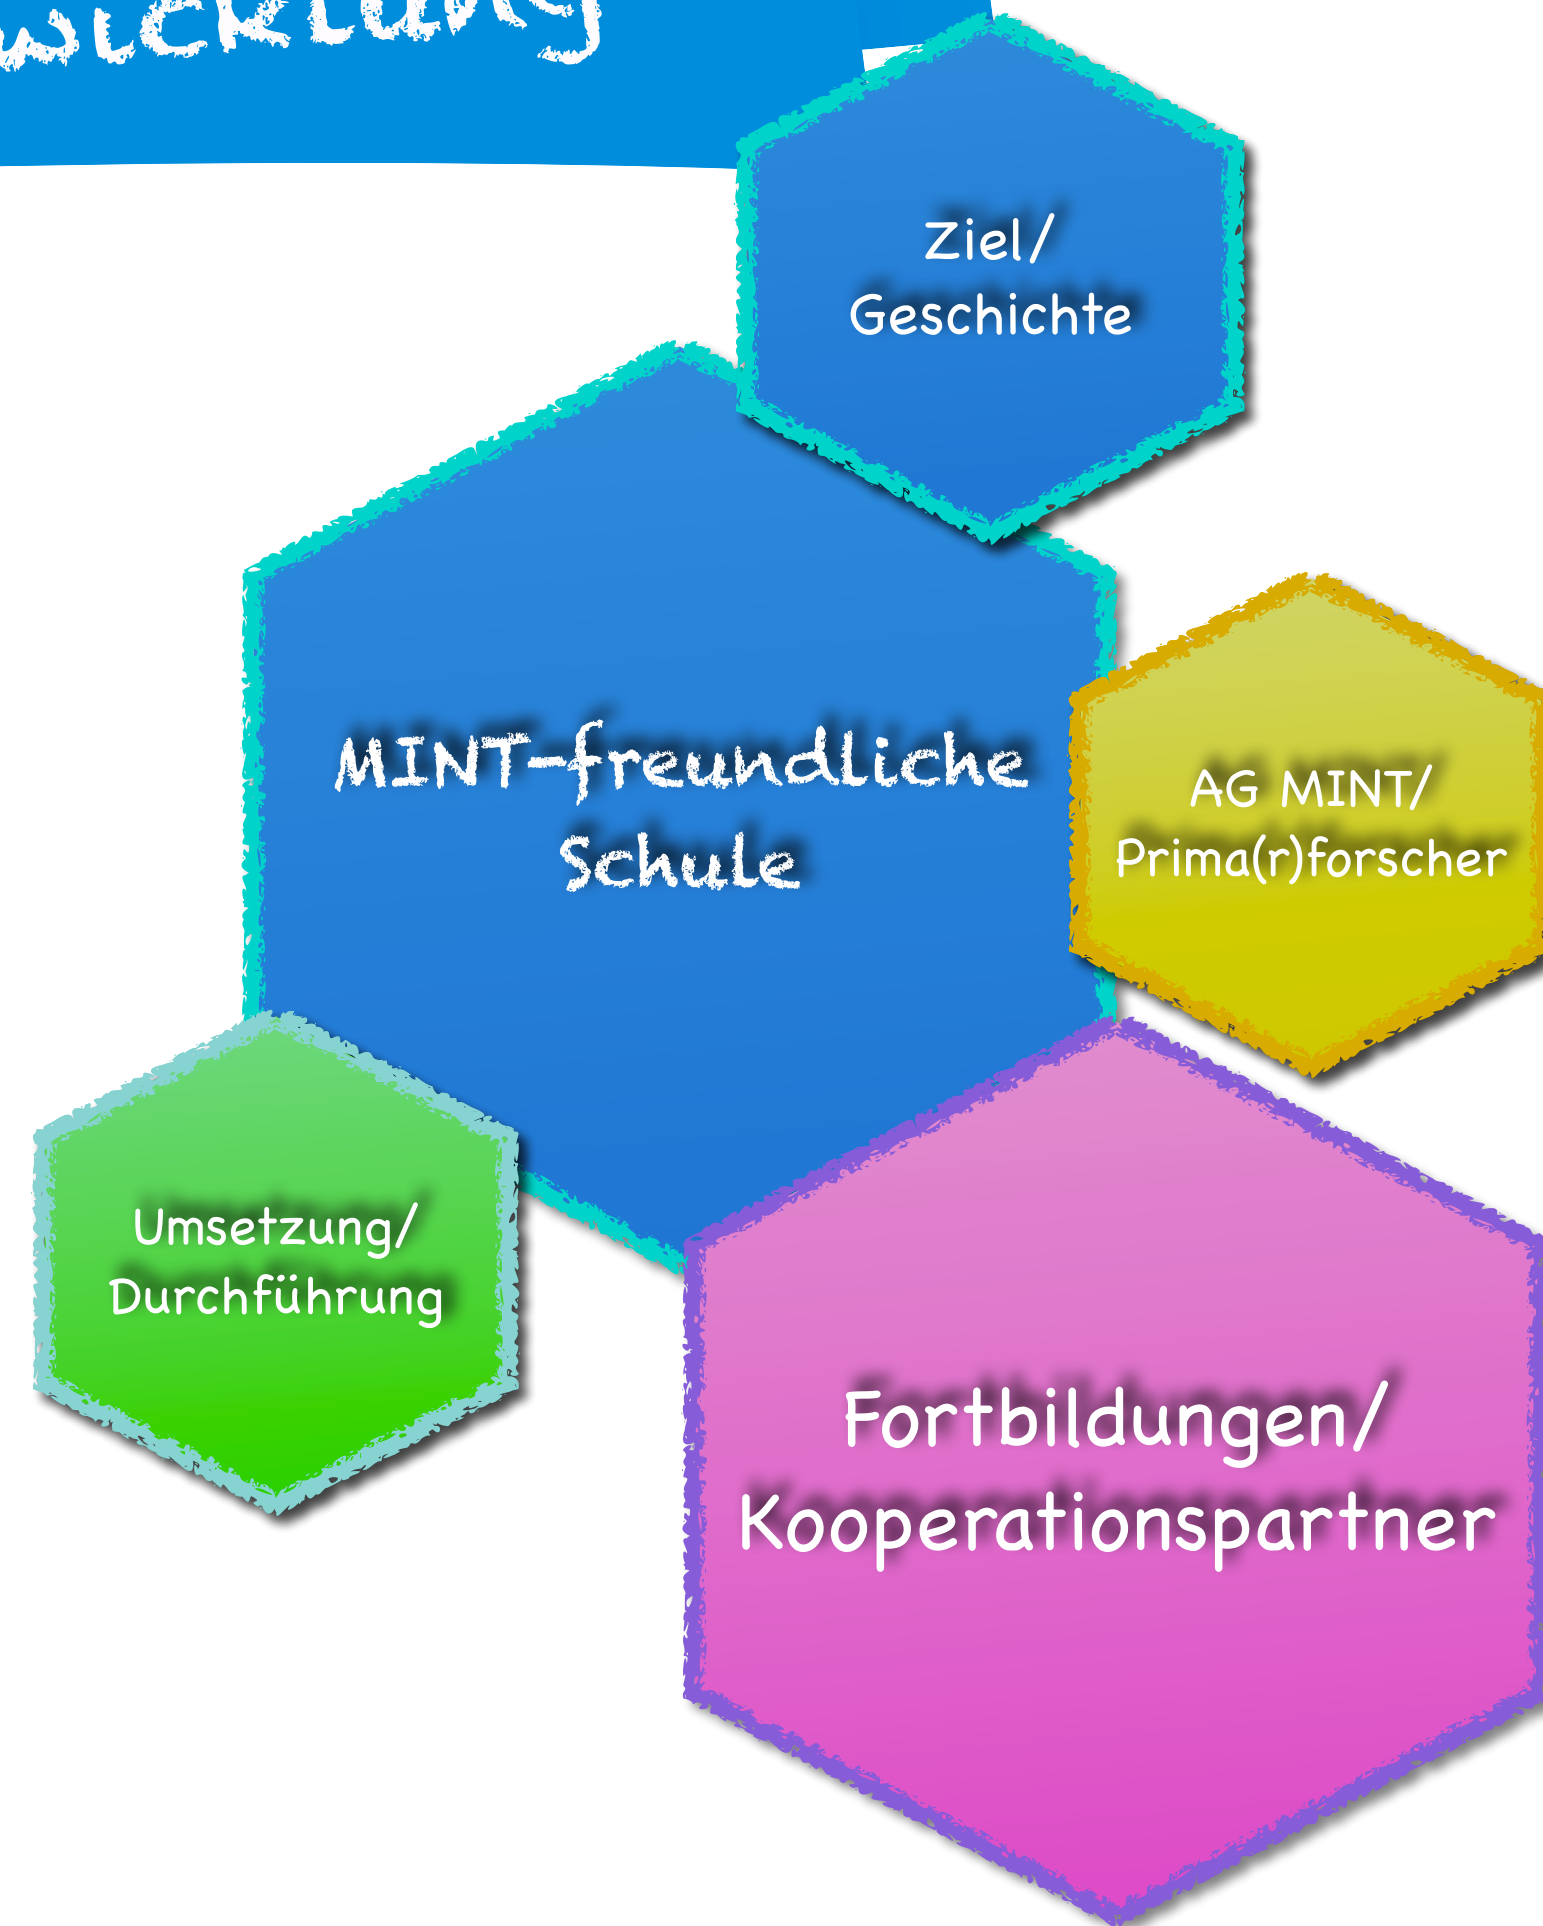 Ziel/
Geschichte
MINT-freundliche
Schule
AG MINT/
Prima(r)forscher
Umsetzung/
Durchführung
Fortbildungen/
Kooperationspartner